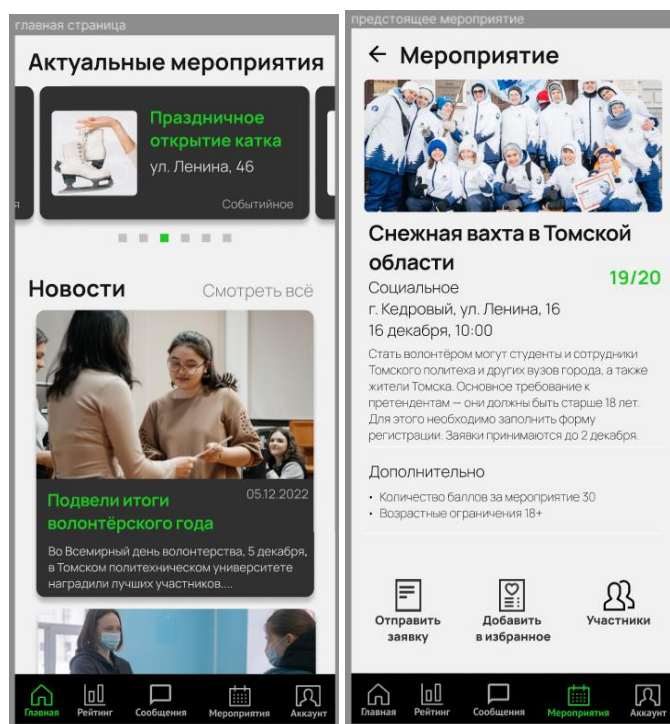 главная страница
Актуальные мероприятия
Праздничное
открытие катка
ул. Ленина, 46
Событийное
Новости
Смотреть всё
Подвели итоги
05.12.2022
волонтёрского года
Во Всемирный день волонтерства, 5 декабря,
в Томском политехническом университете
наградили лучших участников....
Главная
Рейтинг
Сообщения
Мероприятия
Аккаунт
предстоящее мероприятие
← Мероприятие
Снежная вахта в Томской
области
19/20
Социальное
г. Кедровый, ул. Ленина, 16
16 декабря, 10:00
Стать волонтёром могут студенты и сотрудники
Томского политеха и других вузов города, а также
жители Томска. Основное требование к
претендентам — они должны быть старше 18 лет.
Для этого необходимо заполнить форму
регистрации. Заявки принимаются до 2 декабря.
Дополнительно
• Количество баллов за мероприятие 30
• Возрастные ограничения 18+
Отправить
заявку
Добавить
в избранное
Участники
Главная
Рейтинг
Сообщения
Мероприятия
Аккаунт